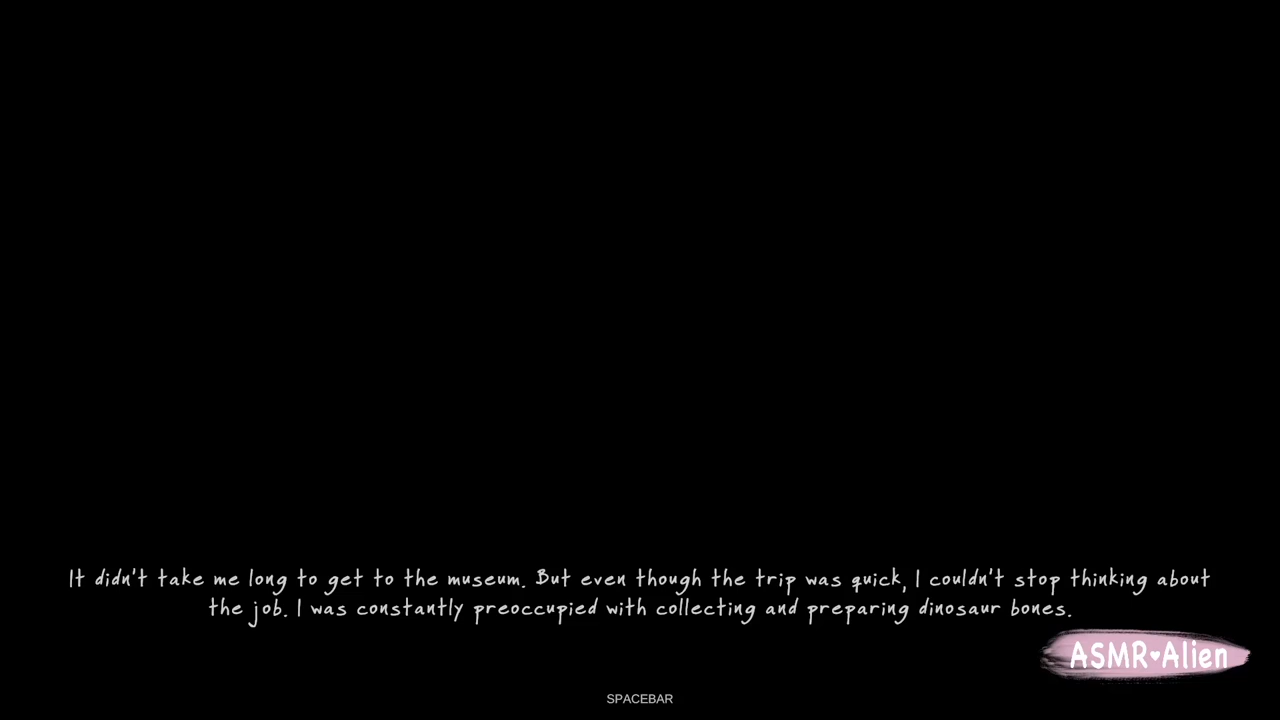 It didn't take me long to get to the museum. But even though the trip was quick, I couldn't stop thinking about
the job. I was constantly preoccupied with collecting and preparing dinosaur bones.
ASMR♥Alien
SPACEBAR